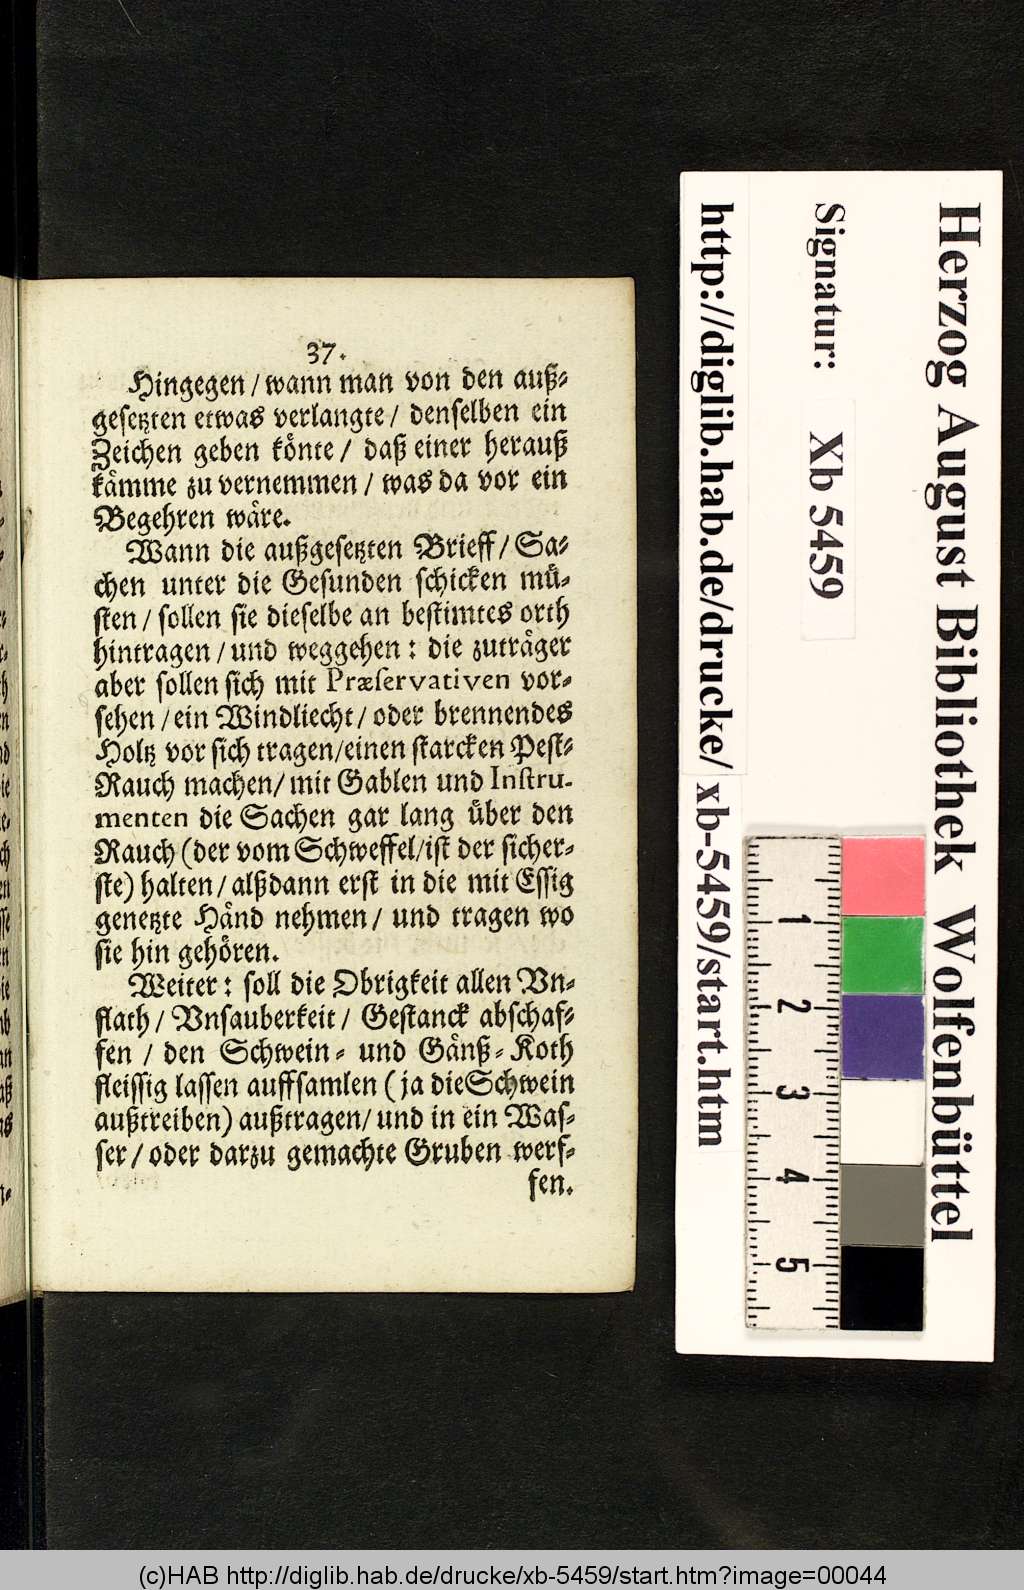 37.
Hingegen / wann man von den auß-
gesetzten etwas verlangte / denselben ein
Zeichen geben könte / daß einer herauß
kämme zu vernemmen / was da vor ein
Begehren wäre.
Wann die außgesetzten Brieff / Sa-
chen unter die Gesunden schicken mü-
sten / sollen sie dieselbe an bestimtes orth
hintragen / und weggehen : die zuträger
aber sollen sich mit Præservativen vor-
sehen / ein Windliecht / oder brennendes
Holtz vor sich tragen / einen starcken Pest-
Rauch machen / mit Gablen und Instru-
menten die Sachen gar lang über den
Rauch (der vom Schweffel / ist der sicher-
ste) halten / alßdann erst in die mit Essig
genetzte Händ nehmen / und tragen wo
sie hin gehören.
Weiter : soll die Obrigkeit allen Vn-
flath / Vnsauberkeit / Gestanck abschaf-
fen / den Schwein- und Gänß-Koth
fleissig lassen auffsamlen ( ja die Schwein
außtreiben) außtragen / und in ein Was-
ser / oder darzu gemachte Gruben werf-
fen.
Herzog August Bibliothek Wolfenbüttel
Signatur: Xb 5459
http://diglib.hab.de/drucke/ xb-5459/start.htm
1 2 3 4 5
(c)HAB http://diglib.hab.de/drucke/xb-5459/start.htm?image=00044